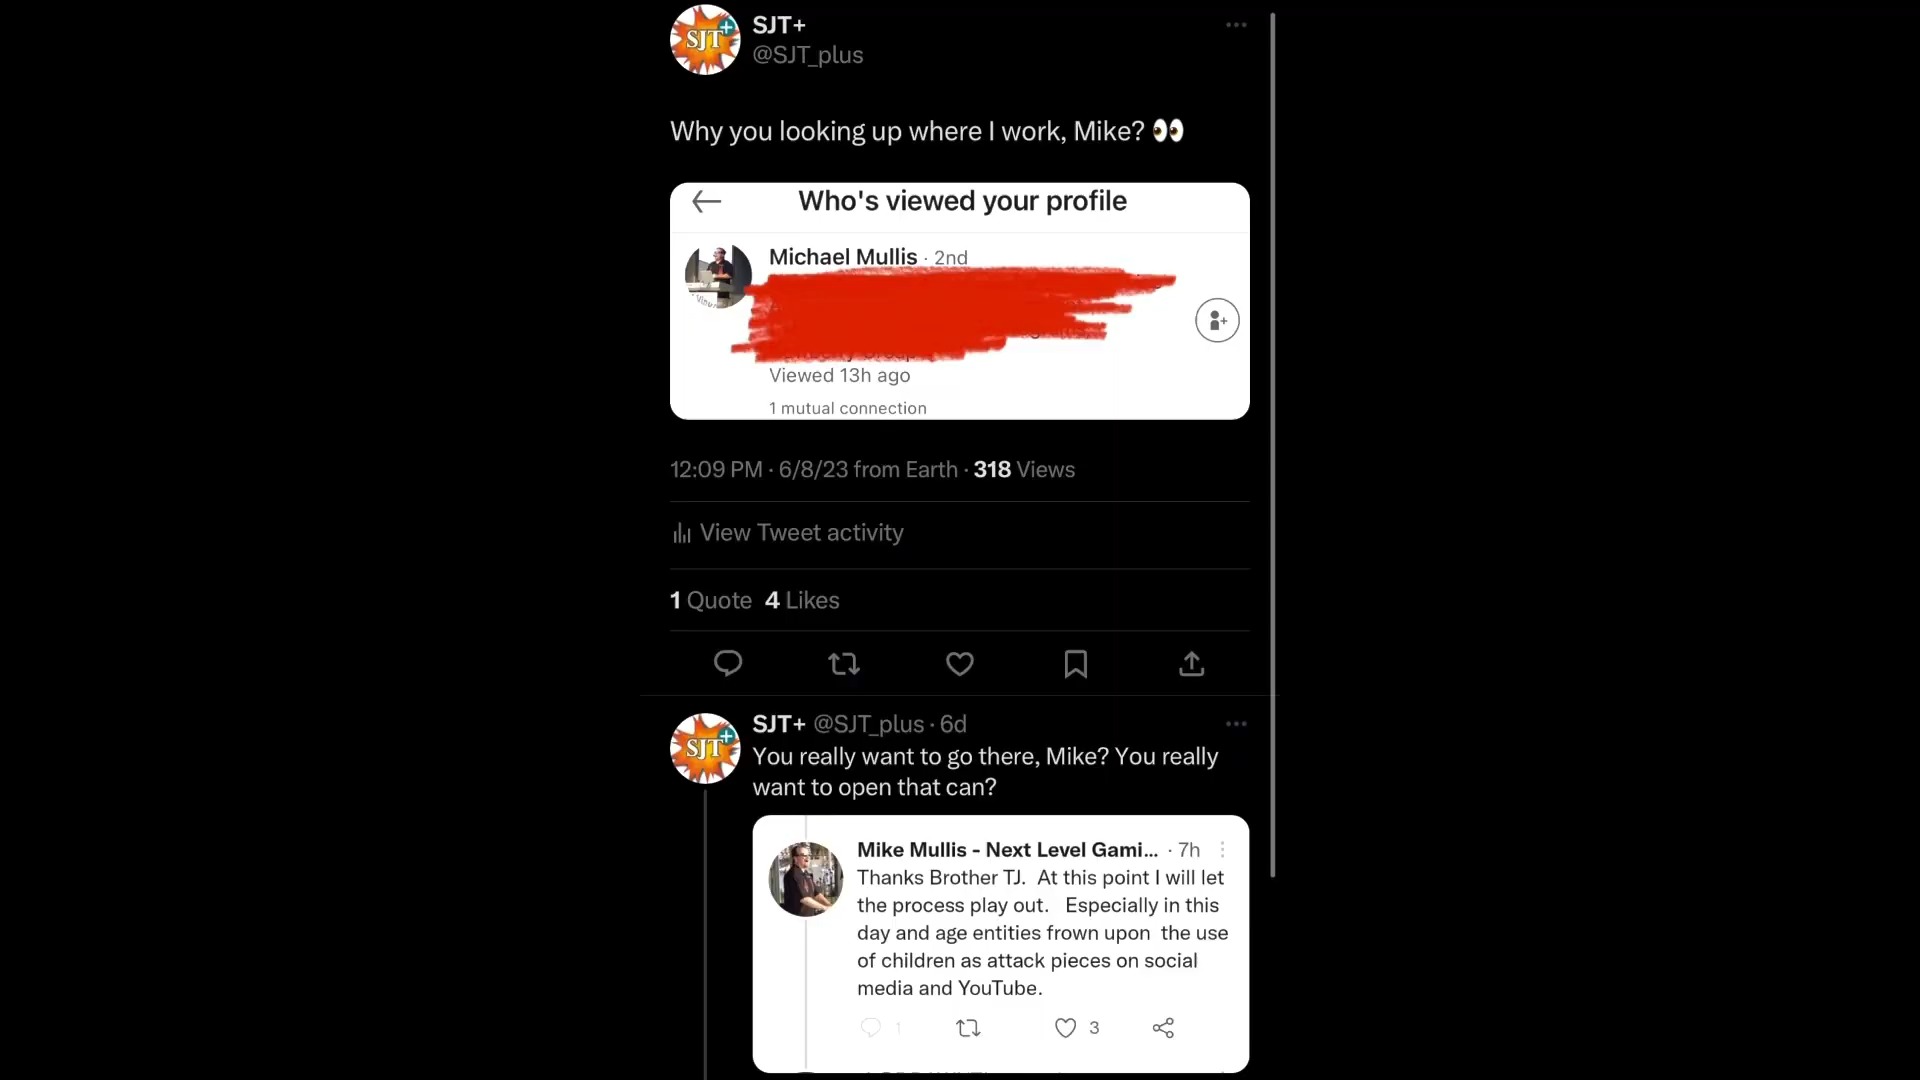 SJT+
@SJT_plus
Why you looking up where I work, Mike? 👀
Who's viewed your profile
Michael Mullis · 2nd
Viewed 13h ago
1 mutual connection
12:09 PM · 6/8/23 from Earth · 318 Views
View Tweet activity
1 Quote 4 Likes
SJT+ @SJT_plus · 6d
You really want to go there, Mike? You really
want to open that can?
Mike Mullis - Next Level Gami... · 7h
Thanks Brother TJ. At this point I will let
the process play out. Especially in this
day and age entities frown upon the use
of children as attack pieces on social
media and YouTube.
1 3